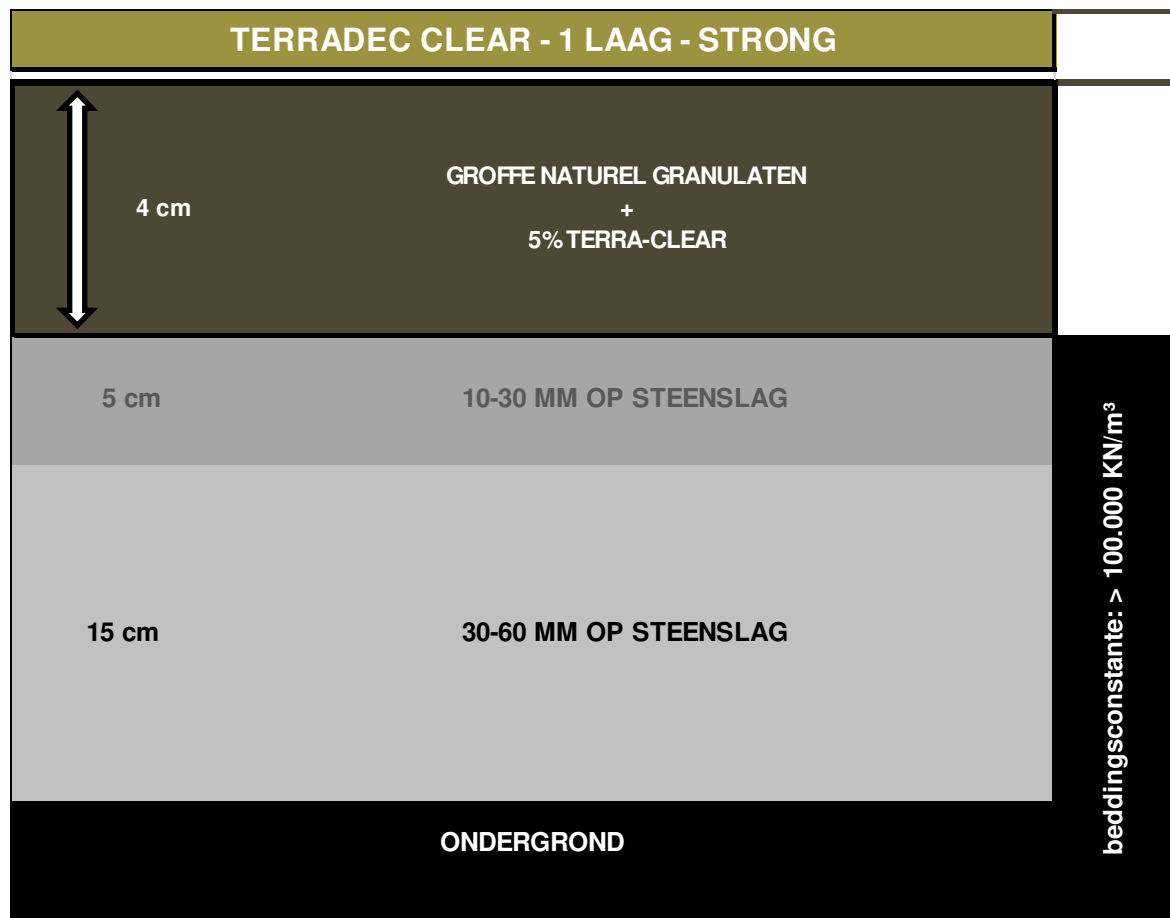 TERRADEC CLEAR - 1 LAAG - STRONG
4 cm
GROFFE NATUREL GRANULATEN
+
5% TERRA-CLEAR
5 cm
10-30 MM OP STEENSLAG
15 cm
30-60 MM OP STEENSLAG
beddingsconstante: > 100.000 KN/m³
ONDERGROND